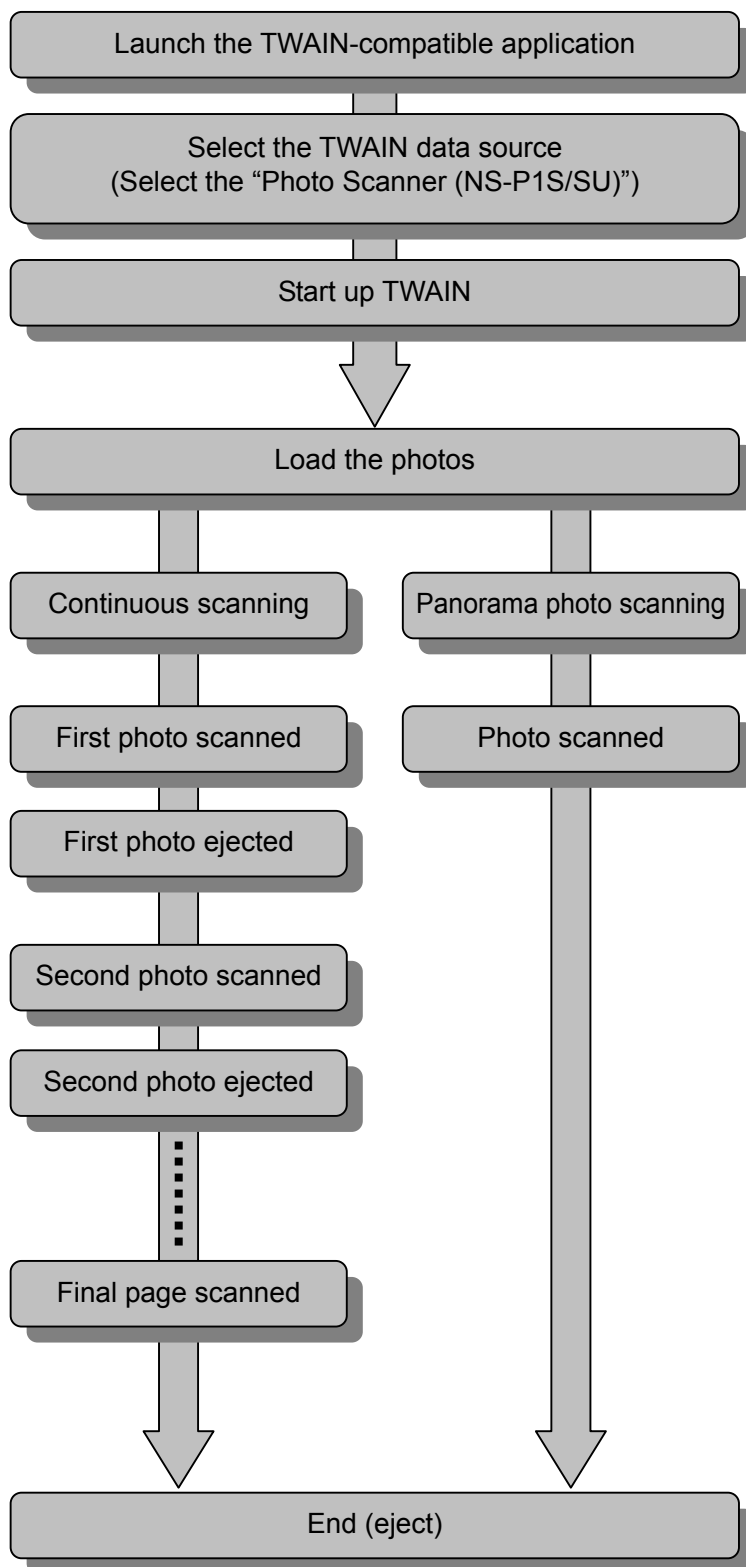 Launch the TWAIN-compatible application
Select the TWAIN data source
(Select the “Photo Scanner (NS-P1S/SU)”)
Start up TWAIN
Load the photos
Continuous scanning
First photo scanned
First photo ejected
Second photo scanned
Second photo ejected
Final page scanned
Panorama photo scanning
Photo scanned
End (eject)